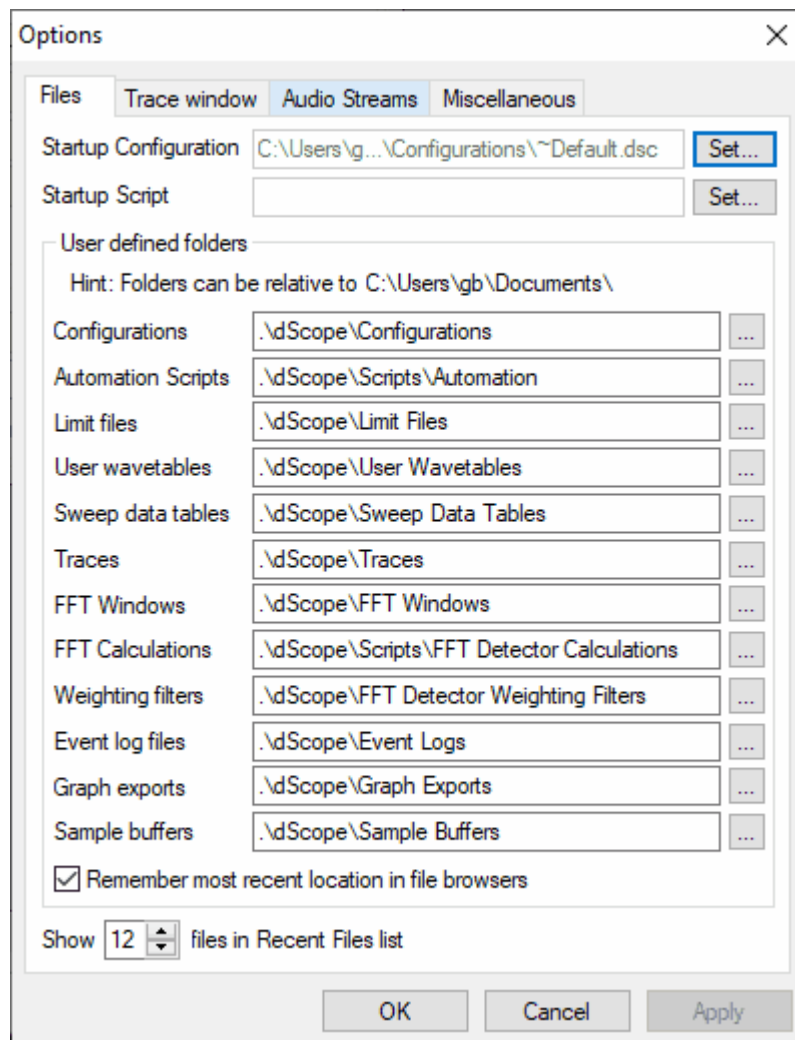 Options
Files Trace window Audio Streams Miscellaneous
Startup Configuration C:\Users\g...\Configurations\~Default.dsc Set...
Startup Script Set...
User defined folders
Hint: Folders can be relative to C:\Users\gb\Documents\
Configurations .\dScope\Configurations ...
Automation Scripts .\dScope\Scripts\Automation ...
Limit files .\dScope\Limit Files ...
User wavetables .\dScope\User Wavetables ...
Sweep data tables .\dScope\Sweep Data Tables ...
Traces .\dScope\Traces ...
FFT Windows .\dScope\FFT Windows ...
FFT Calculations .\dScope\Scripts\FFT Detector Calculations ...
Weighting filters .\dScope\FFT Detector Weighting Filters ...
Event log files .\dScope\Event Logs ...
Graph exports .\dScope\Graph Exports ...
Sample buffers .\dScope\Sample Buffers ...
Remember most recent location in file browsers
Show 12 files in Recent Files list
OK Cancel Apply